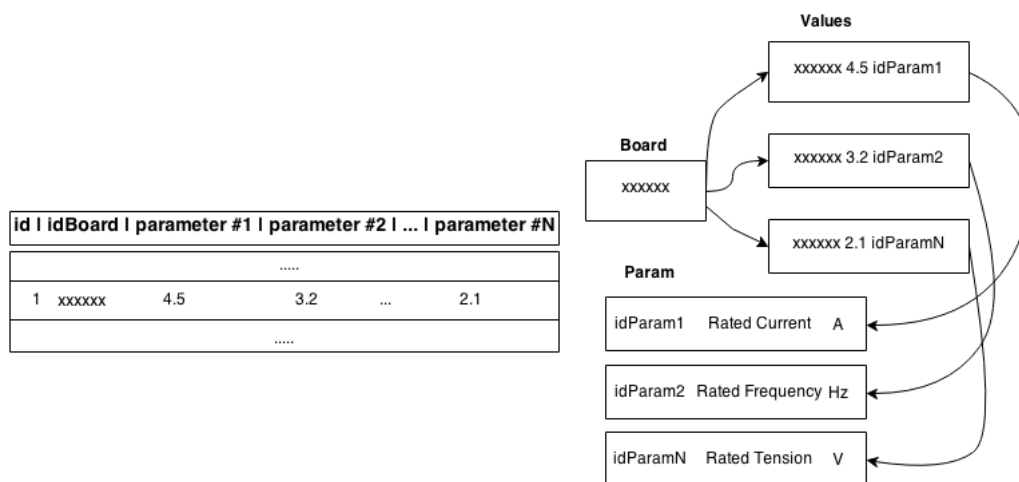 id | idBoard | parameter #1 | parameter #2 | ... | parameter #N
.....
1 xxxxxx 4.5 3.2 ... 2.1
.....
Values
xxxxxx 4.5 idParam1
Board
xxxxxx
xxxxxx 3.2 idParam2
xxxxxx 2.1 idParamN
Param
idParam1 Rated Current A
idParam2 Rated Frequency Hz
idParamN Rated Tension V